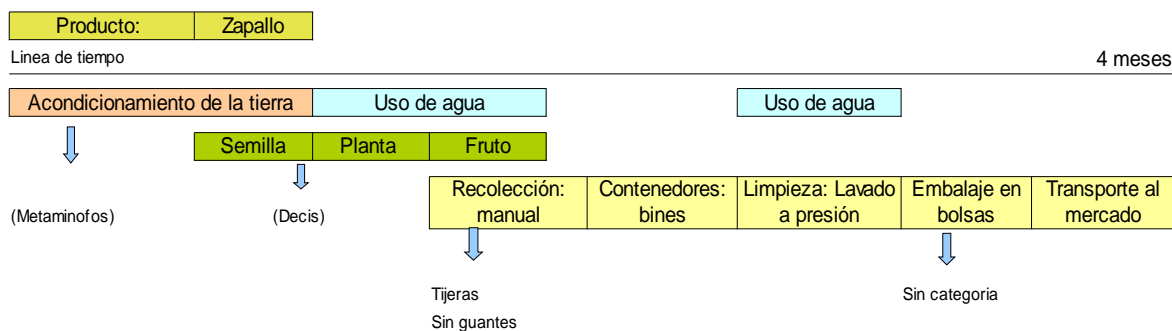 Producto: Zapallo
Linea de tiempo 4 meses
Acondicionamiento de la tierra Uso de agua Uso de agua
Semilla Planta Fruto
Recolección: Contenedores: Limpieza: Lavado Embalaje en Transporte al
manual bines a presión bolsas mercado
(Metaminofos) (Decis)
Tijeras Sin categoria
Sin guantes